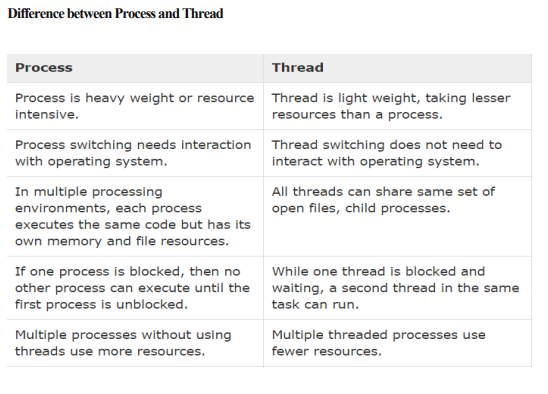 Difference between Process and Thread
Process
Thread
Process is heavy weight or resource
intensive.
Thread is light weight, taking lesser
resources than a process.
Process switching needs interaction
with operating system.
Thread switching does not need to
interact with operating system.
In multiple processing
environments, each process
executes the same code but has its
own memory and file resources.
All threads can share same set of
open files, child processes.
If one process is blocked, then no
other process can execute until the
first process is unblocked.
While one thread is blocked and
waiting, a second thread in the same
task can run.
Multiple processes without using
threads use more resources.
Multiple threaded processes use
fewer resources.